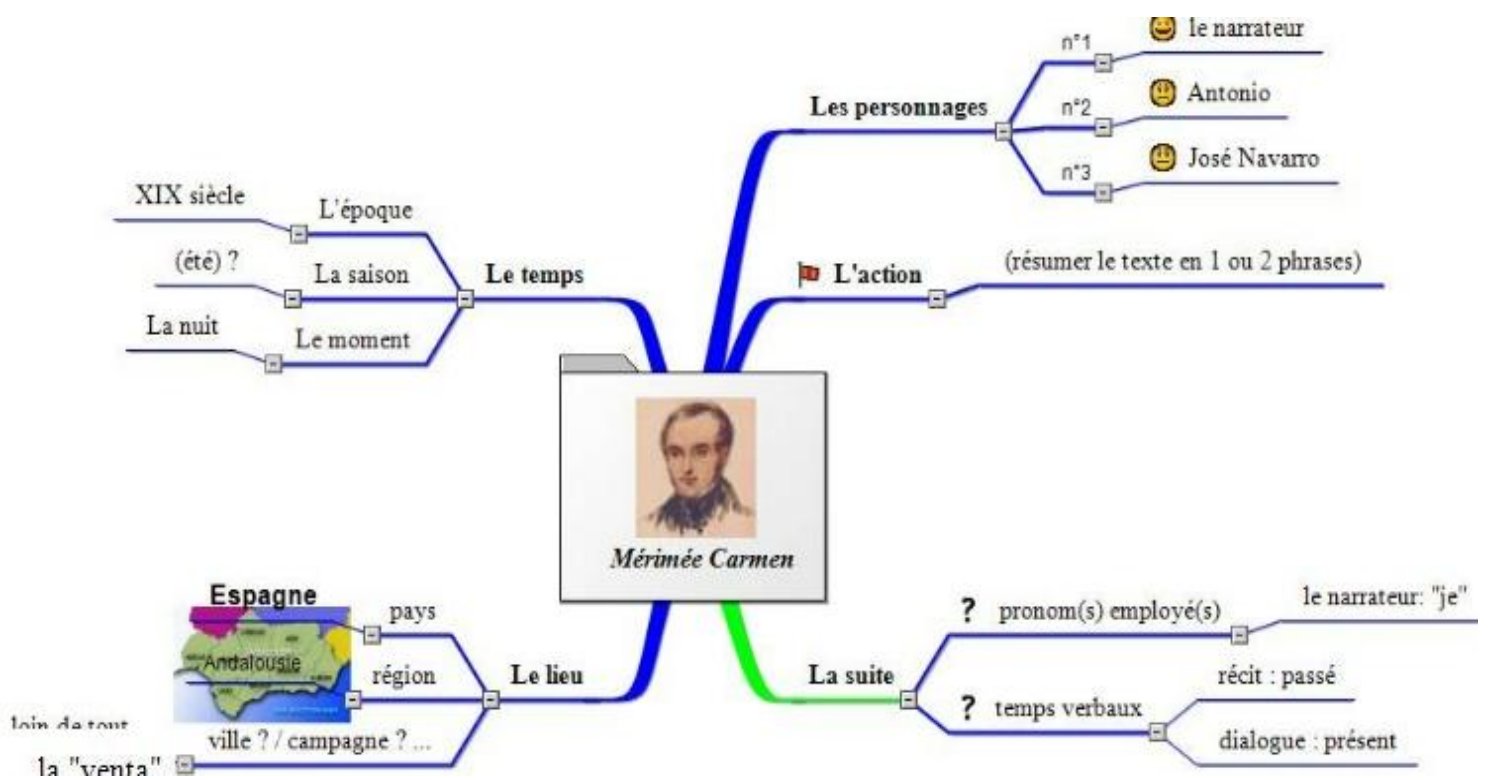 Les personnages
n°1
le narrateur
n°2
Antonio
n°3
José Navarro
L'action
(résumer le texte en 1 ou 2 phrases)
Le temps
L'époque
XIX siècle
La saison
(été) ?
Le moment
La nuit
Mérimée Carmen
Le lieu
pays
Espagne
région
Andalousie
ville ? / campagne ? ...
loin de tout
la "venta"
La suite
? pronom(s) employé(s)
le narrateur: "je"
? temps verbaux
récit : passé
dialogue : présent